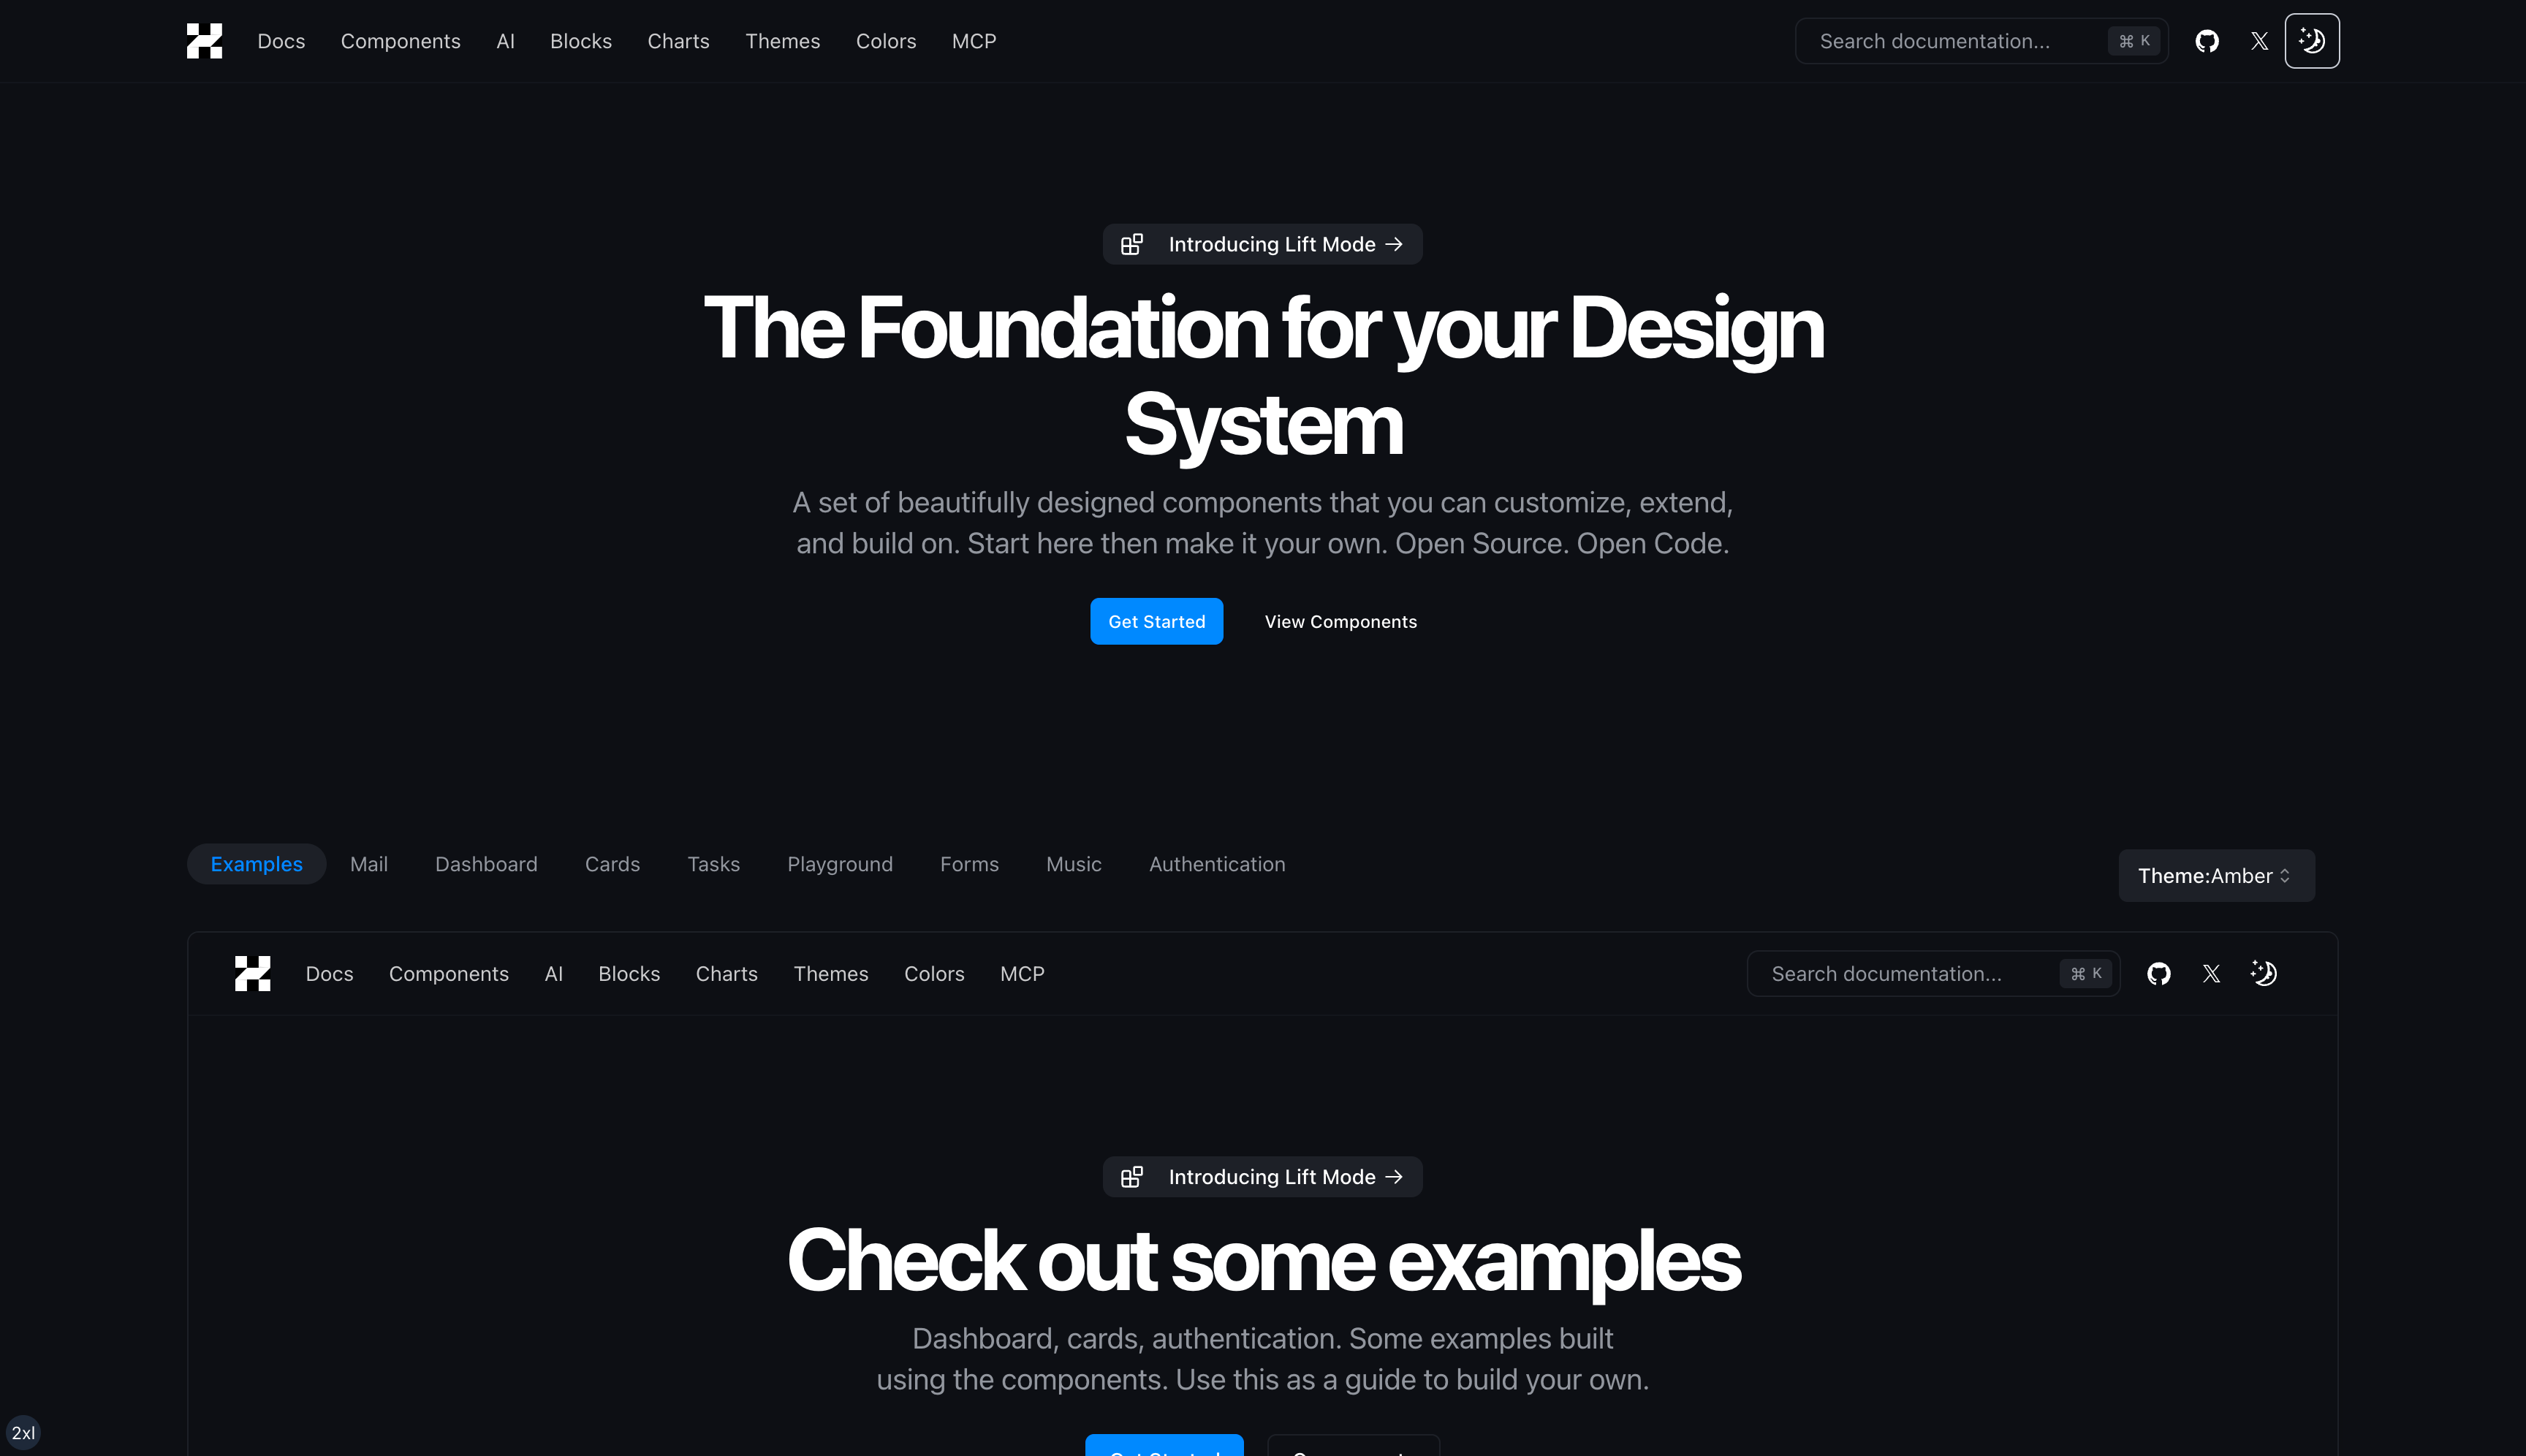 Docs Components AI Blocks Charts Themes Colors MCP Search documentation... ⌘ K
Introducing Lift Mode →
The Foundation for your Design
System
A set of beautifully designed components that you can customize, extend,
and build on. Start here then make it your own. Open Source. Open Code.
Get Started View Components
Examples Mail Dashboard Cards Tasks Playground Forms Music Authentication Theme:Amber
Docs Components AI Blocks Charts Themes Colors MCP Search documentation... ⌘ K
Introducing Lift Mode →
Check out some examples
Dashboard, cards, authentication. Some examples built
using the components. Use this as a guide to build your own.
2xl